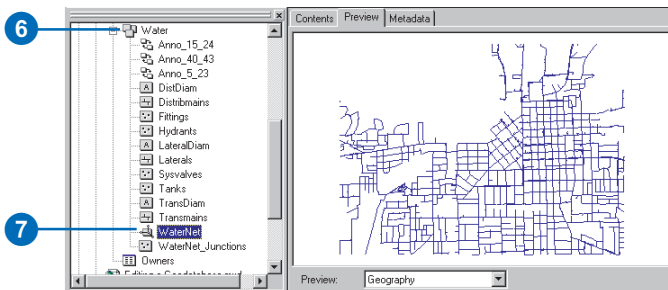 6
Water
Anno_15_24
Anno_40_43
Anno_5_23
DistDiam
Distribmains
Fittings
Hydrants
LateralDiam
Laterals
Sysvalves
Tanks
TransDiam
Transmains
7
WaterNet
WaterNet_Junctions
Owners
Contents Preview Metadata
Preview: Geography